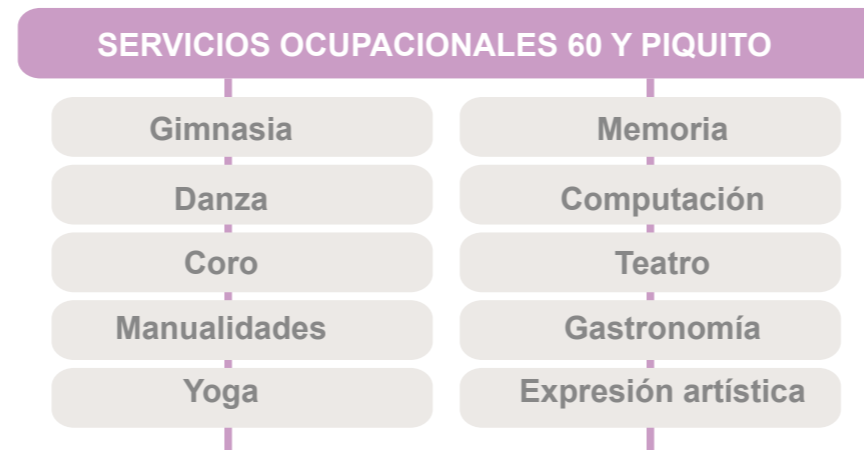 SERVICIOS OCUPACIONALES 60 Y PIQUITO
Gimnasia
Memoria
Danza
Computación
Coro
Teatro
Manualidades
Gastronomía
Yoga
Expresión artística